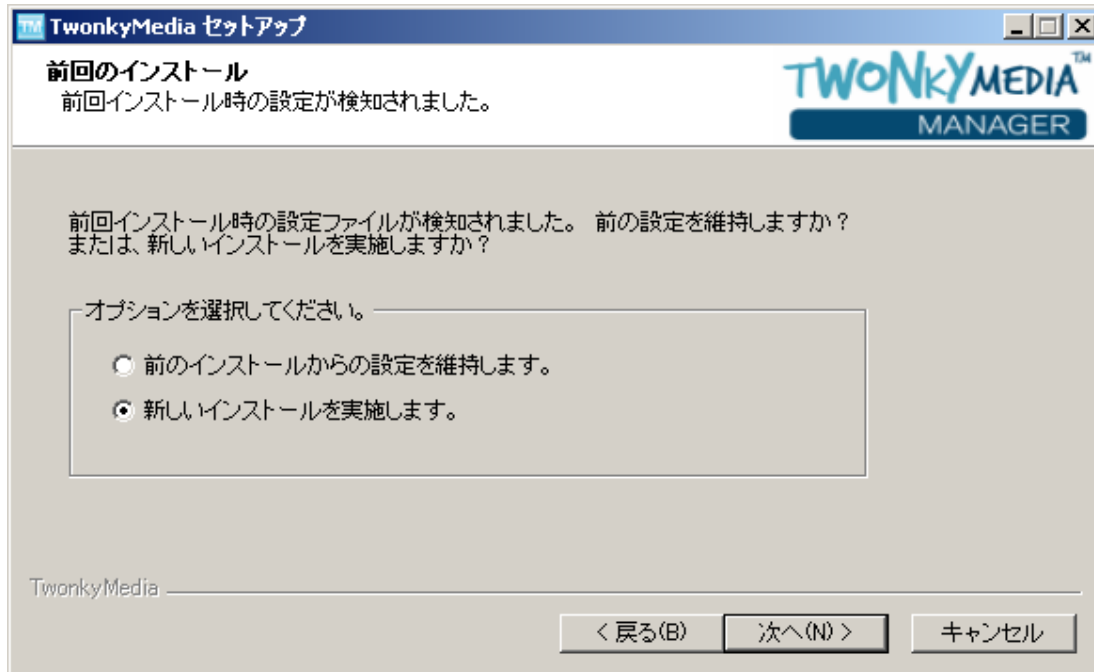 TM TwonkyMedia セットアップ
前回のインストール
前回インストール時の設定が検知されました。
TWONKYMEDIA™
MANAGER
前回インストール時の設定ファイルが検知されました。 前の設定を維持しますか?
または、新しいインストールを実施しますか?
オプションを選択してください。
前のインストールからの設定を維持します。
新しいインストールを実施します。
TwonkyMedia
< 戻る(B)
次へ(N) >
キャンセル